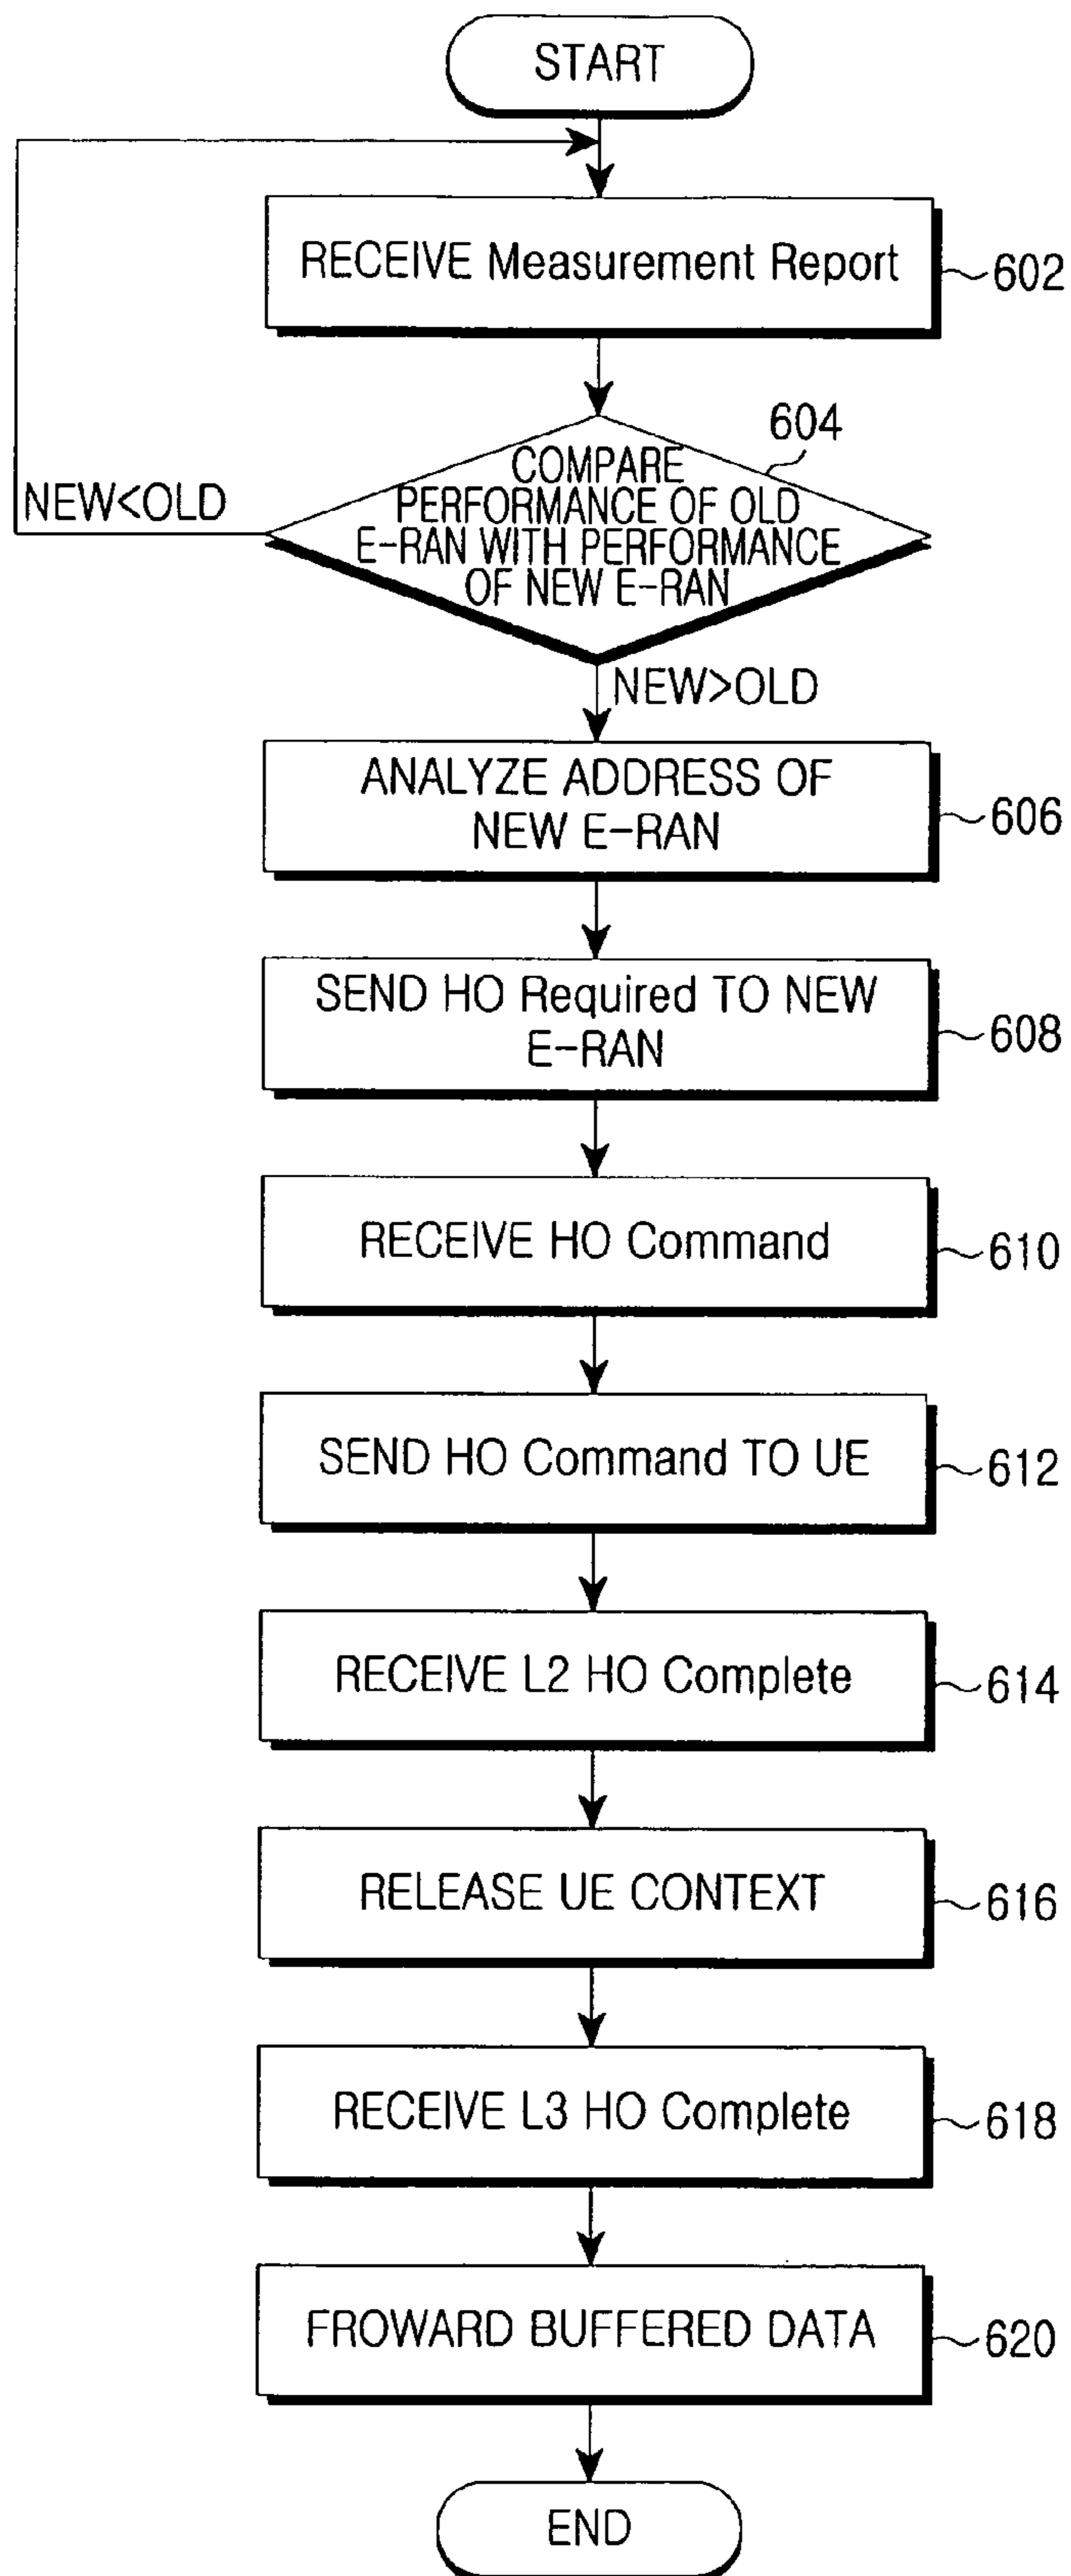 START
RECEIVE Measurement Report
602
604
COMPARE
PERFORMANCE OF OLD
E-RAN WITH PERFORMANCE
OF NEW E-RAN
NEW<OLD
NEW>OLD
ANALYZE ADDRESS OF
NEW E-RAN
606
SEND HO Required TO NEW
E-RAN
608
RECEIVE HO Command
610
SEND HO Command TO UE
612
RECEIVE L2 HO Complete
614
RELEASE UE CONTEXT
616
RECEIVE L3 HO Complete
618
FROWARD BUFFERED DATA
620
END